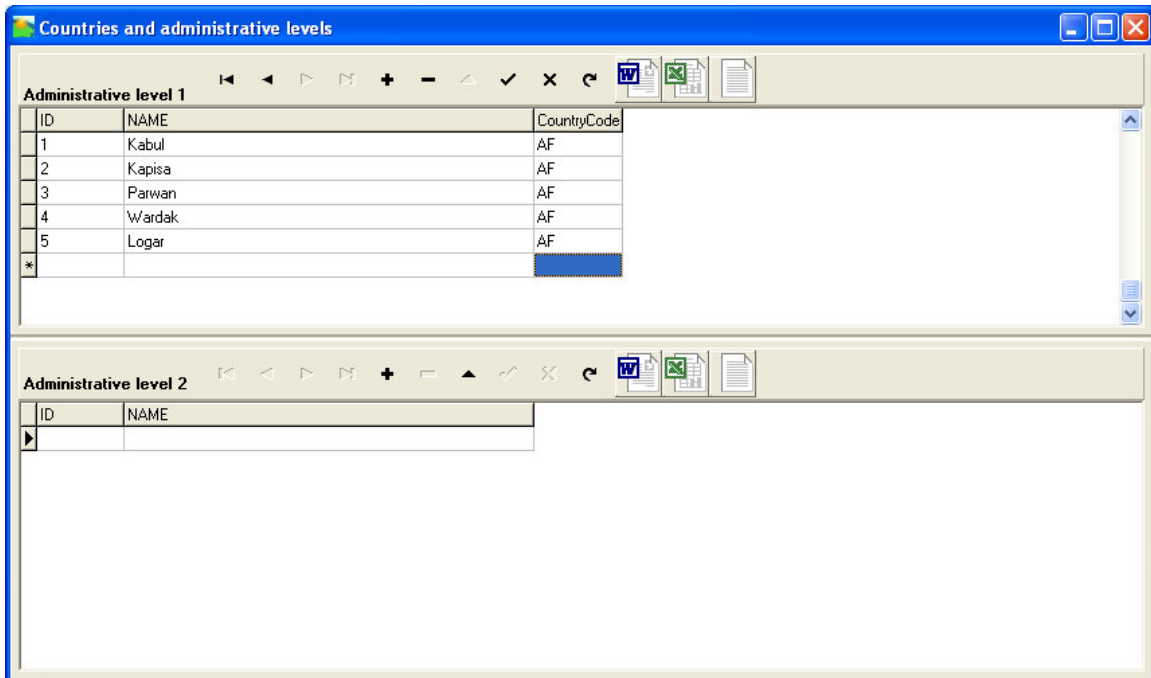 Countries and administrative levels
Administrative level 1
ID NAME CountryCode
1 Kabul AF
2 Kapisa AF
3 Parwan AF
4 Wardak AF
5 Logar AF
*
Administrative level 2
ID NAME